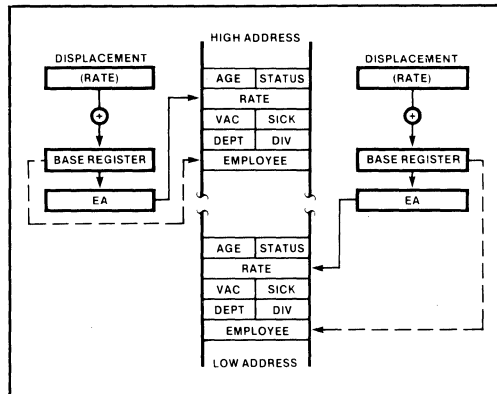 HIGH ADDRESS
DISPLACEMENT
(RATE)
+
BASE REGISTER
EA
AGE STATUS
RATE
VAC SICK
DEPT DIV
EMPLOYEE
DISPLACEMENT
(RATE)
+
BASE REGISTER
EA
AGE STATUS
RATE
VAC SICK
DEPT DIV
EMPLOYEE
LOW ADDRESS